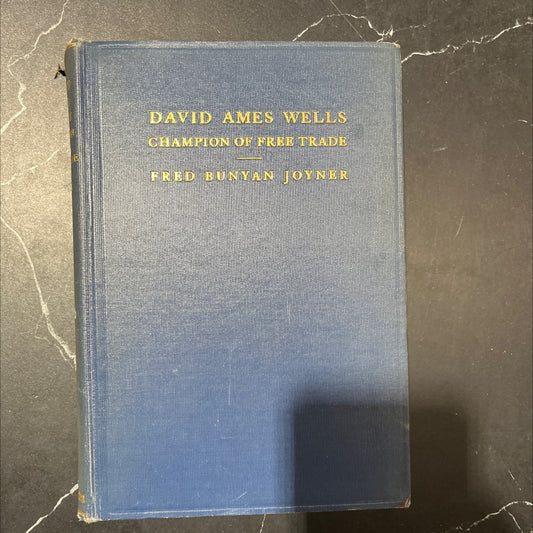 DAVID AMES WELLS
CHAMPION OF FREE TRADE
FRED BUNYAN JOYNER